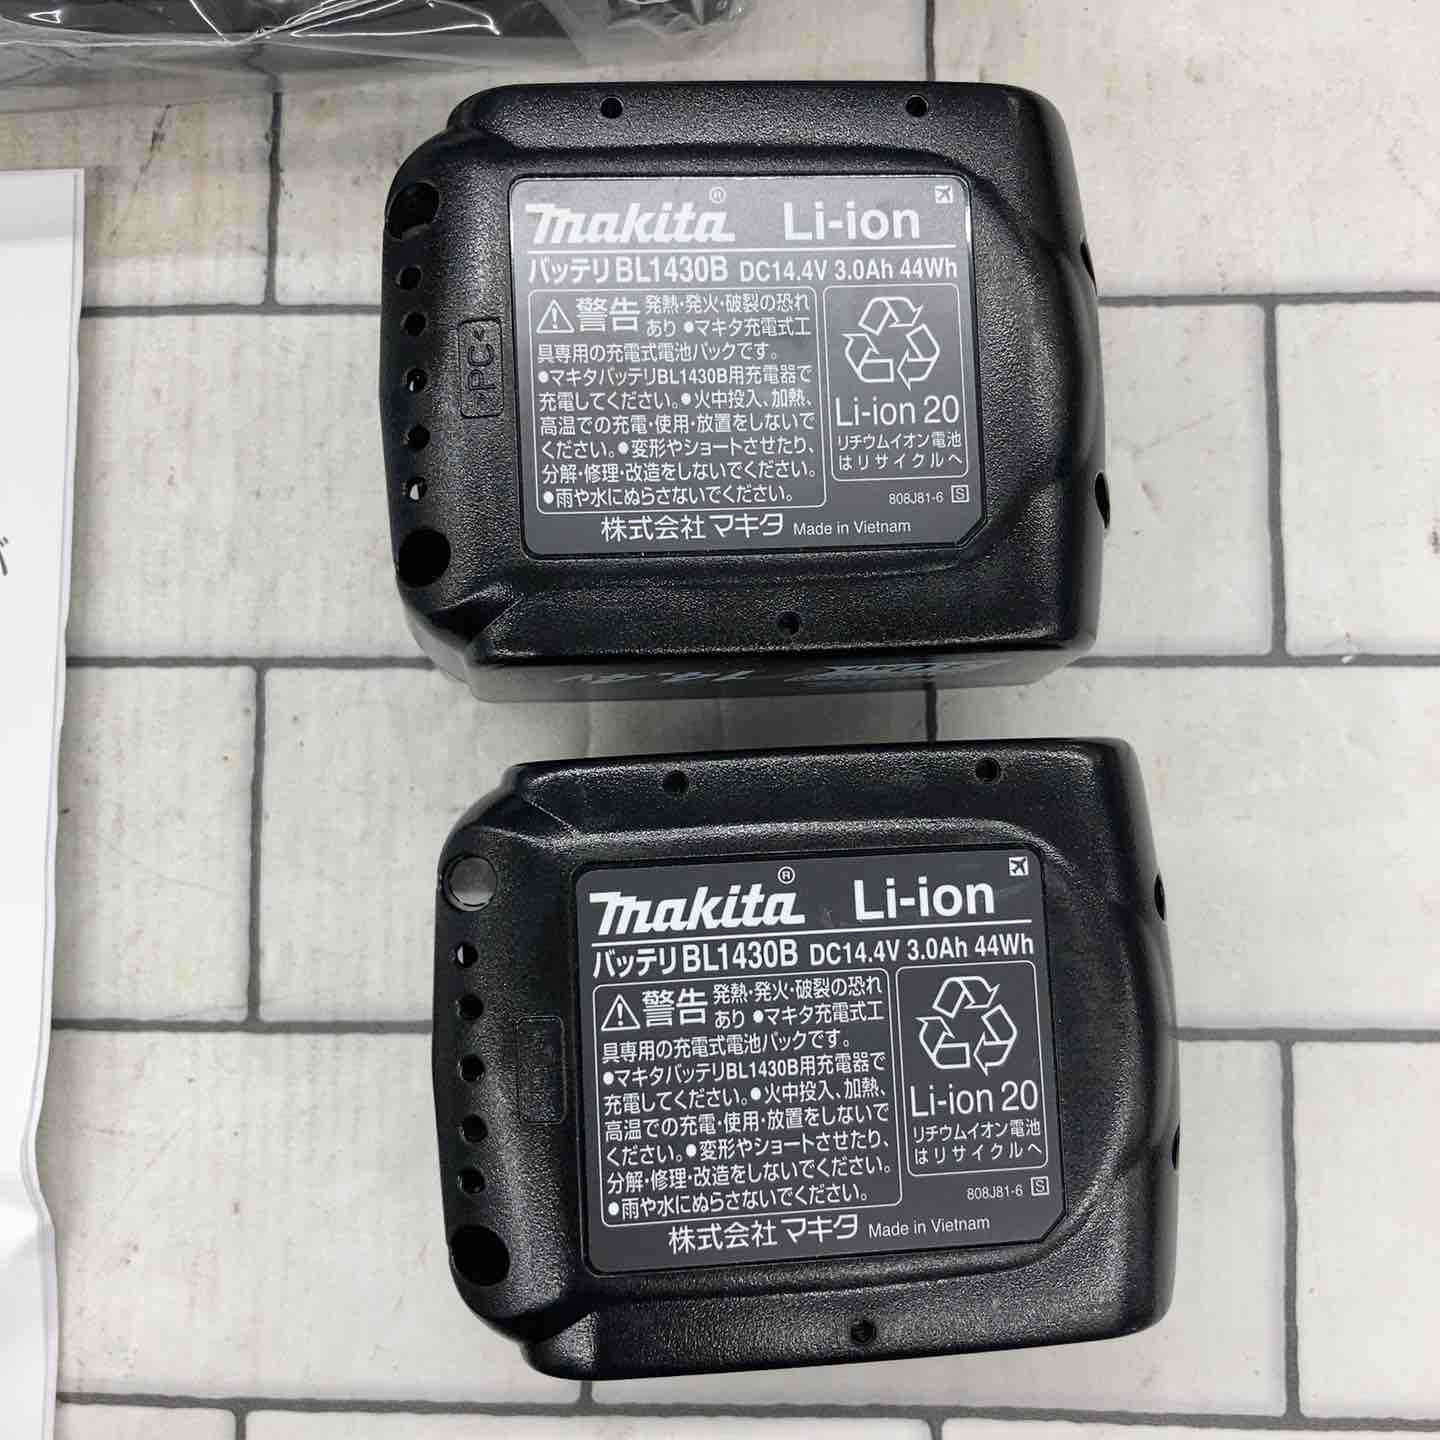 makita® Li-ion
バッテリBL1430B DC14.4V 3.0Ah 44Wh
警告 発熱・発火・破裂の恐れ
あり ●マキタ充電式工
具専用の充電式電池パックです。
●マキタバッテリBL1430B用充電器で
充電してください。●火中投入、加熱、
高温での充電・使用・放置をしないで
ください。●変形やショートさせたり、
分解・修理・改造をしないでください。
●雨や水にぬらさないでください。
Li-ion 20
リチウムイオン電池
はリサイクルへ
808J81-6 S
株式会社マキタ Made in Vietnam
>PC<
14.4V
makita® Li-ion
バッテリBL1430B DC14.4V 3.0Ah 44Wh
警告 発熱・発火・破裂の恐れ
あり ●マキタ充電式工
具専用の充電式電池パックです。
●マキタバッテリBL1430B用充電器で
充電してください。●火中投入、加熱、
高温での充電・使用・放置をしないで
ください。●変形やショートさせたり、
分解・修理・改造をしないでください。
●雨や水にぬらさないでください。
Li-ion 20
リチウムイオン電池
はリサイクルへ
808J81-6 S
株式会社マキタ Made in Vietnam